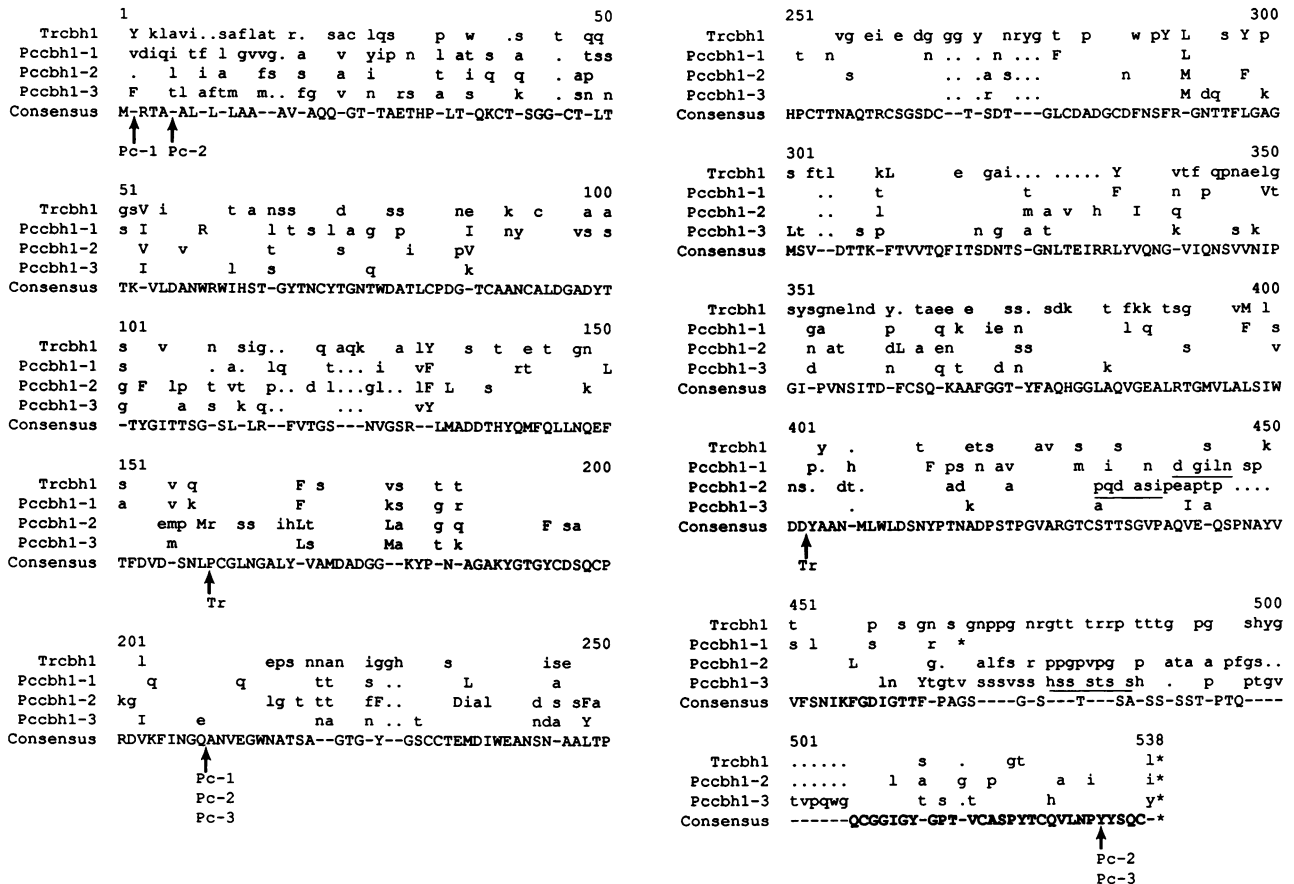 1 50
Trcbh1 Y klavi..saflat r. sac lqs p w .s t qq
Pccbh1-1 vdiqi tf l gvvg. a v yip n l at s a . tss
Pccbh1-2 . l i a fs s a i t i q q . ap
Pccbh1-3 F tl aftm m..fg v n rs a s k .sn n
Consensus M-RTA-AL-L-LAA--AV-AQQ-GT-TAETHP-LT-QKCT-SGG-CT-LT
Pc-1 Pc-2
51 100
Trcbh1 gsV i t a nss d ss ne k c a a
Pccbh1-1 s I R l t s l a g p I ny vs s
Pccbh1-2 V v t s i pV
Pccbh1-3 I l s q k
Consensus TK-VLDANWRWIHST-GYTNCYTGNTWDATLCPDG-TCAANCALDGADYT
101 150
Trcbh1 s v n sig.. q aqk a lY s t e t gn
Pccbh1-1 s . a. lq t... i vF rt L
Pccbh1-2 g F lp t vt p.. d l...gl.. lF L s k
Pccbh1-3 g a s k q.. ... vY
Consensus -TYGITTSG-SL-LR--FVTGS---NVGSR--LMADDTHYQMFQLLNQEF
151 200
Trcbh1 s v q F s vs t t
Pccbh1-1 a v k F ks g r
Pccbh1-2 emp Mr ss ihLt La g q F sa
Pccbh1-3 m Ls Ma t k
Consensus TFDVD-SNLPCGLNGALY-VAMDADGG--KYP-N-AGAKYGTGYCDSQCP
Tr
201 250
Trcbh1 l eps nnan iggh s ise
Pccbh1-1 q q tt s .. L a
Pccbh1-2 kg lg t tt fF.. Dial d s sFa
Pccbh1-3 I e na n .. t nda Y
Consensus RDVKFINGQANVEGWNATSA--GTG-Y--GSCCTEMDIWEANSN-AALTP
Pc-1
Pc-2
Pc-3
251 300
Trcbh1 vg ei e dg gg y nryg t p w pY L s Y p
Pccbh1-1 t n n ... .n... F L
Pccbh1-2 s ... .a s... n M F
Pccbh1-3 ... .r ... M dq k
Consensus HPCTTNAQTRCSGSDC--T-SDT---GLCDADGCDFNSFR-GNTTFLGAG
301 350
Trcbh1 s ftl kL e gai... ..... Y vtf qpnaelg
Pccbh1-1 .. t t F n p Vt
Pccbh1-2 .. l m a v h I q
Pccbh1-3 Lt .. s p n g a t k s k
Consensus MSV--DTTK-FTVVTQFITSDNTS-GNLTEIRRLYVQNG-VIQNSVVNIP
351 400
Trcbh1 sysgnelnd y. taee e ss. sdk t fkk tsg vM l
Pccbh1-1 ga p q k ie n l q F s
Pccbh1-2 n at dL a en ss s v
Pccbh1-3 d n q t d n k
Consensus GI-PVNSITD-FCSQ-KAAFGGT-YFAQHGGLAQVGEALRTGMVLALSIW
401 450
Trcbh1 y . t ets av s s s k
Pccbh1-1 p. h F ps n av m i n d giln sp
Pccbh1-2 ns. dt. ad a pqd asipeaptp ....
Pccbh1-3 . k a I a
Consensus DDYAAN-MLWLDSNYPTNADPSTPGVARGTCSTTSGVPAQVE-QSPNAYV
Tr
451 500
Trcbh1 t p s gn s gnppg nrgtt trrp tttg pg shyg
Pccbh1-1 s l s r *
Pccbh1-2 L g. alfs r ppgpvpg p ata a pfgs..
Pccbh1-3 ln Ytgtv sssvss hss sts sh . p ptgv
Consensus VFSNIKFGDIGTTF-PAGS----G-S---T---SA-SS-SST-PTQ----
501 538
Trcbh1 ...... s . gt l*
Pccbh1-2 ...... l a g p a i i*
Pccbh1-3 tvpqwg t s .t h y*
Consensus ------QCGGIGY-GPT-VCASPYTCQVLNPYYSQC-*
Pc-2
Pc-3